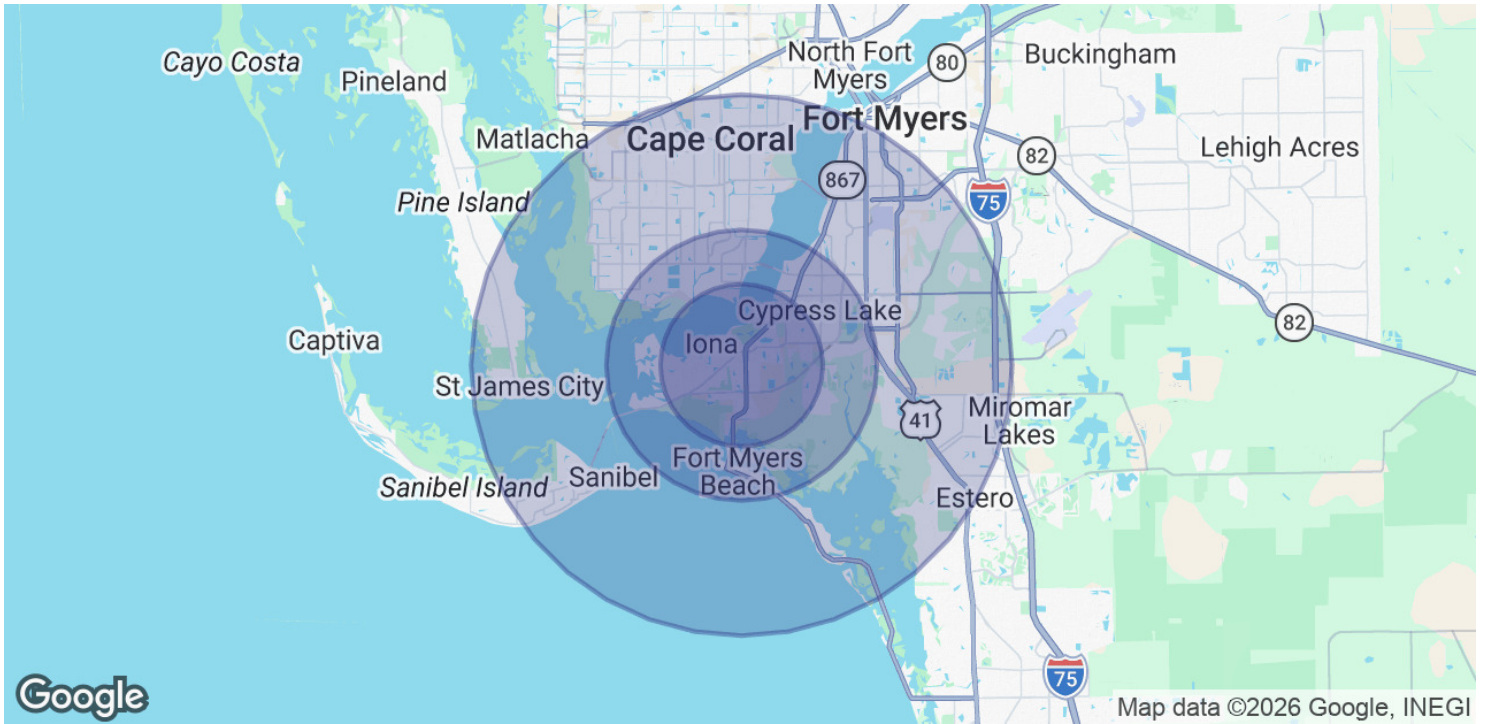 Cayo Costa
Pineland
North Fort
Myers
80
Buckingham
Matlacha
Cape Coral
Fort Myers
82
Lehigh Acres
867
Pine Island
75
Captiva
Cypress Lake
Iona
82
St James City
41
Miromar
Lakes
Sanibel Island
Sanibel
Fort Myers
Beach
Estero
75
Google
Map data ©2026 Google, INEGI